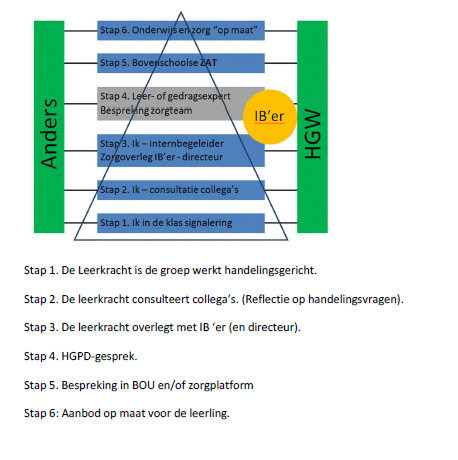 Anders
Stap 6. Onderwijs en zorg “op maat”
Stap 5. Bovenschoolse ZAT
Stap 4. Leer- of gedragsexpert
Bespreking zorgteam
IB’er
Stap 3. Ik – internbegeleider
Zorgoverleg IB’er - directeur
Stap 2. Ik – consultatie collega’s
Stap 1. Ik in de klas signalering
HGW
Stap 1. De Leerkracht is de groep werkt handelingsgericht.
Stap 2. De leerkracht consulteert collega’s. (Reflectie op handelingsvragen).
Stap 3. De leerkracht overlegt met IB ‘er (en directeur).
Stap 4. HGPD-gesprek.
Stap 5. Bespreking in BOU en/of zorgplatform
Stap 6: Aanbod op maat voor de leerling.